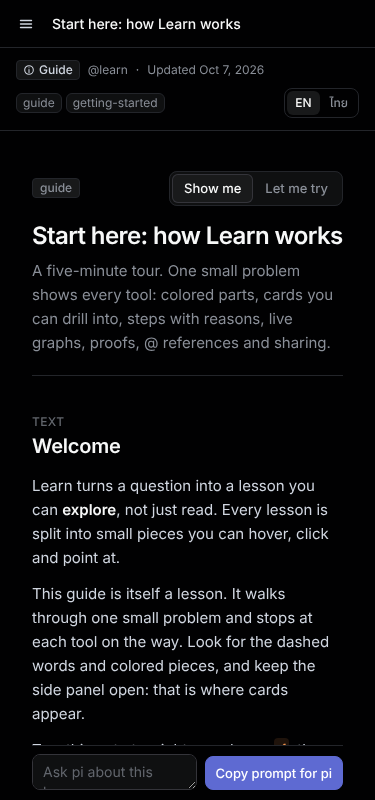 Start here: how Learn works
Guide @learn · Updated Oct 7, 2026
guide getting-started EN ไทย
guide Show me Let me try
Start here: how Learn works
A five-minute tour. One small problem
shows every tool: colored parts, cards you
can drill into, steps with reasons, live
graphs, proofs, @ references and sharing.
TEXT
Welcome
Learn turns a question into a lesson you
can explore, not just read. Every lesson is
split into small pieces you can hover, click
and point at.
This guide is itself a lesson. It walks
through one small problem and stops at
each tool on the way. Look for the dashed
words and colored pieces, and keep the
side panel open: that is where cards
appear.
Ask pi about this
Copy prompt for pi